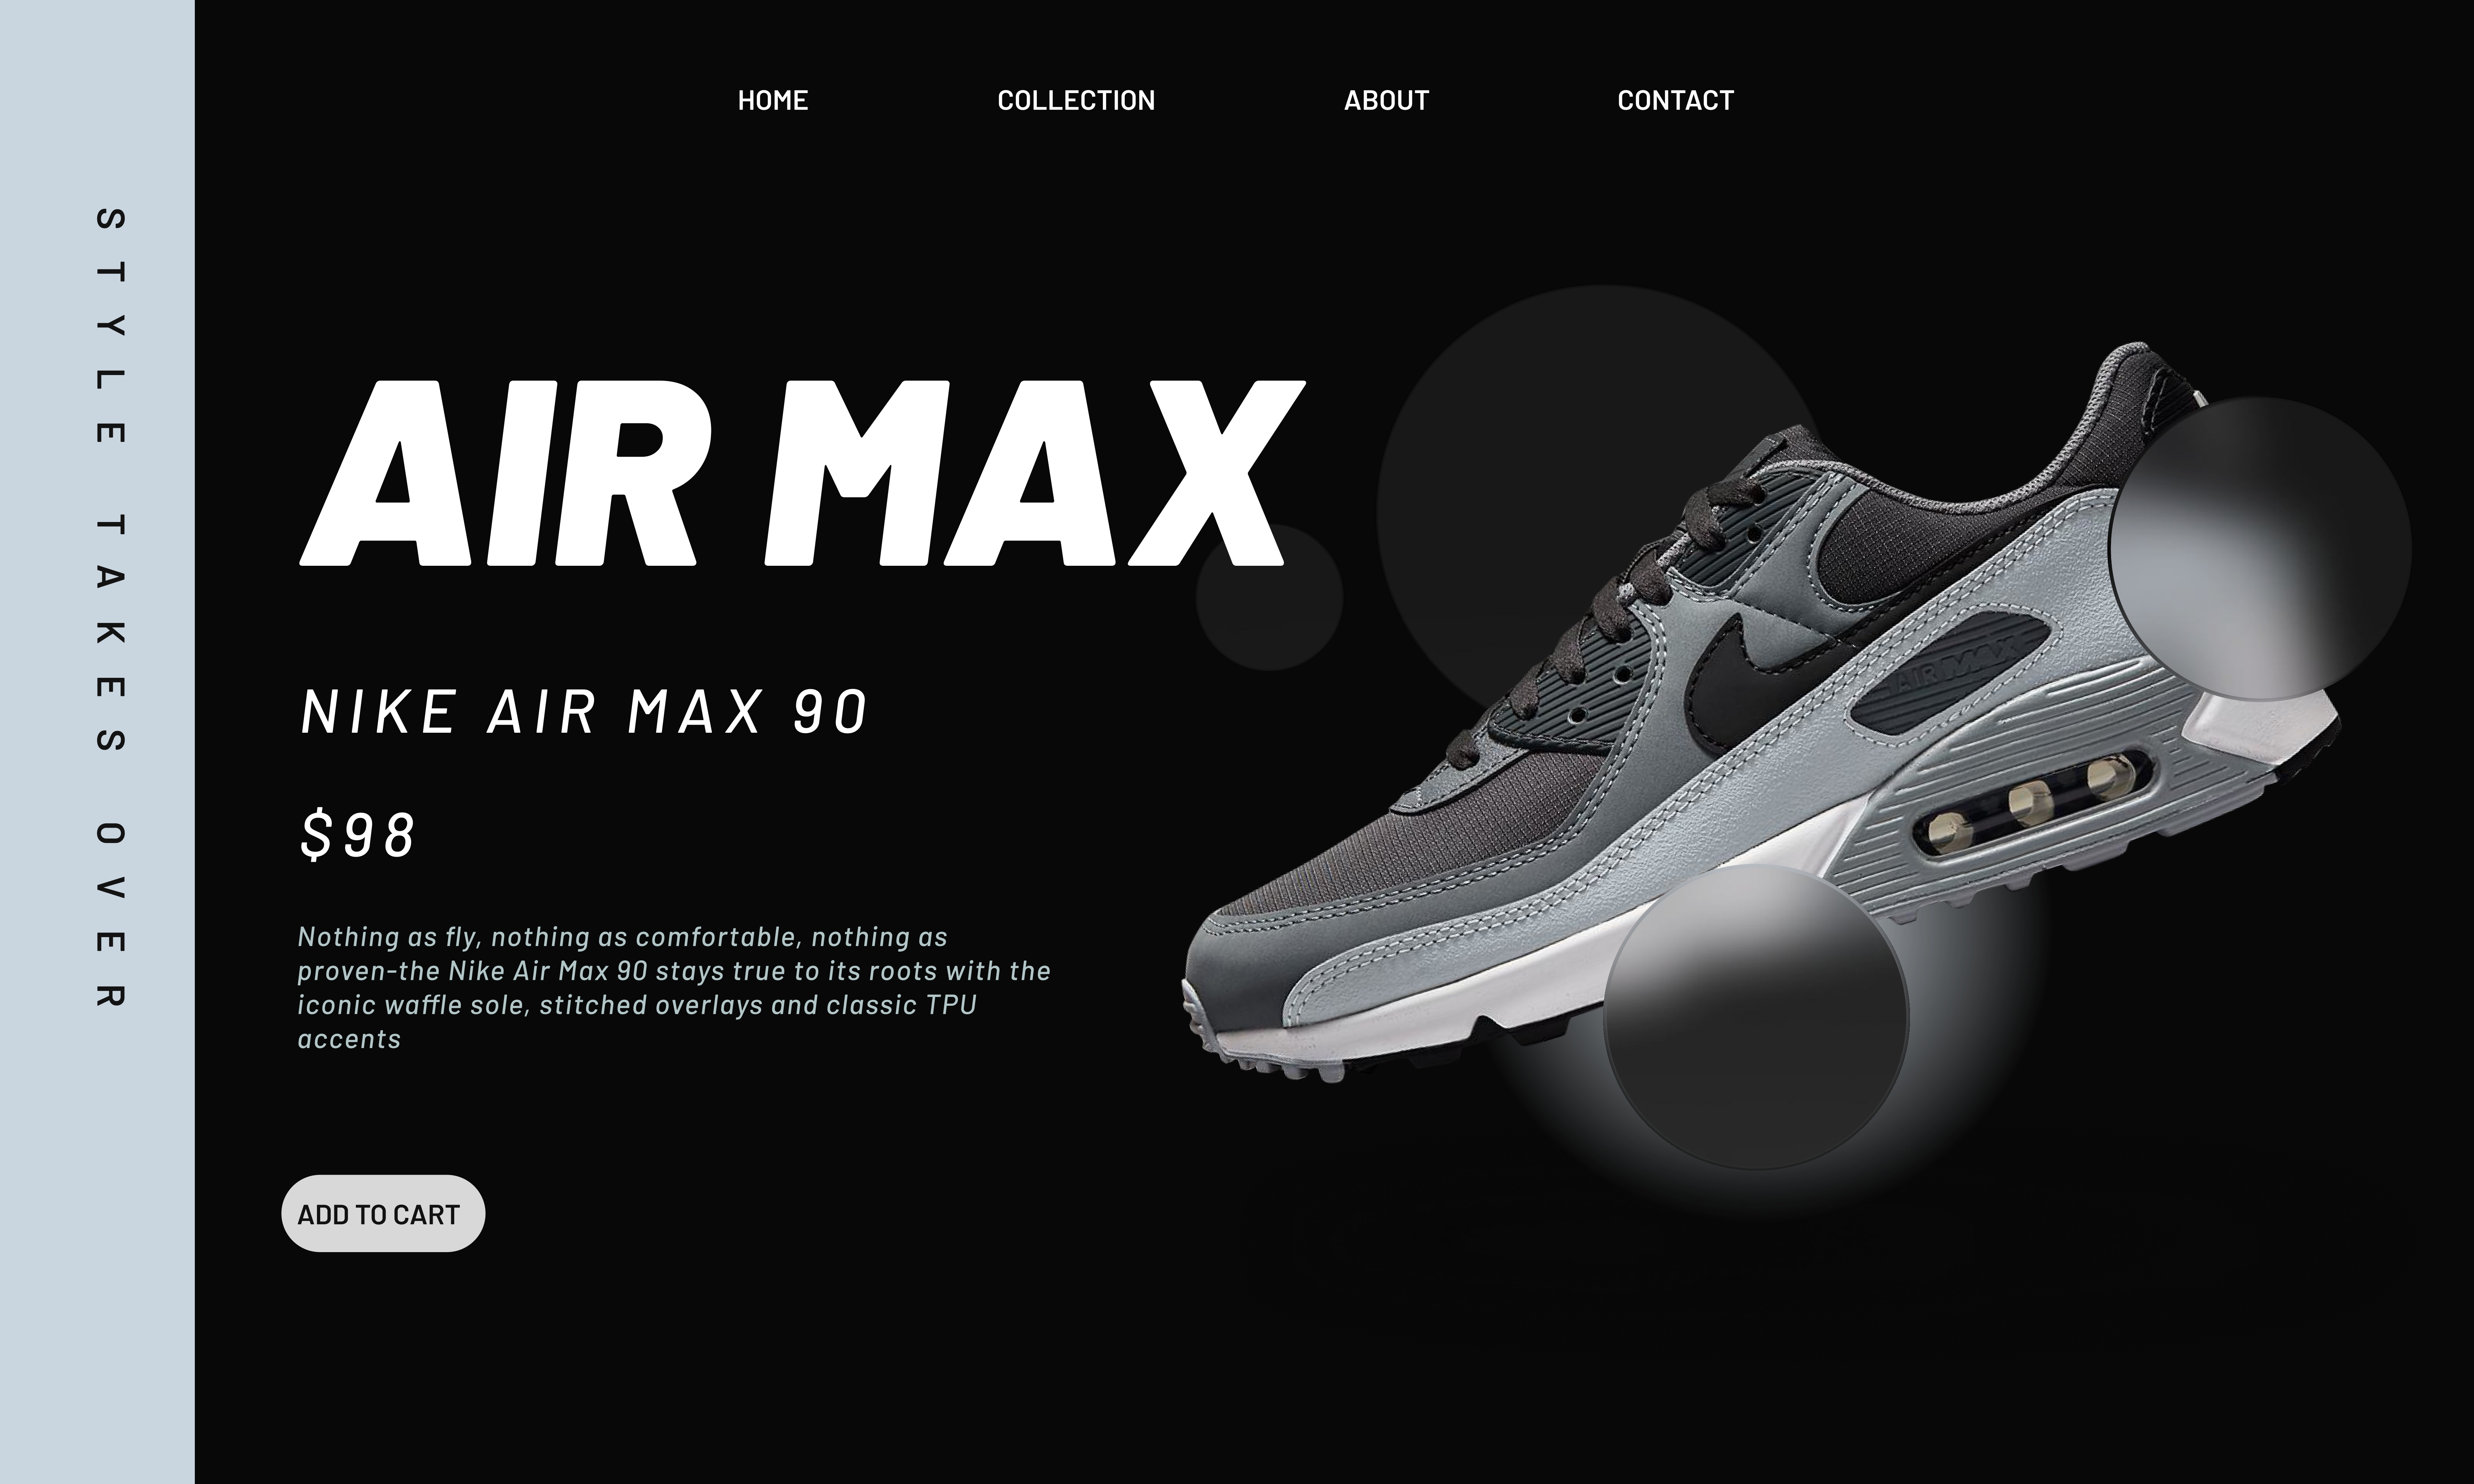 HOME COLLECTION ABOUT CONTACT
STYLE TAKES OVER
AIR MAX
NIKE AIR MAX 90
$98
Nothing as fly, nothing as comfortable, nothing as
proven-the Nike Air Max 90 stays true to its roots with the
iconic waffle sole, stitched overlays and classic TPU
accents
ADD TO CART
AIR MAX